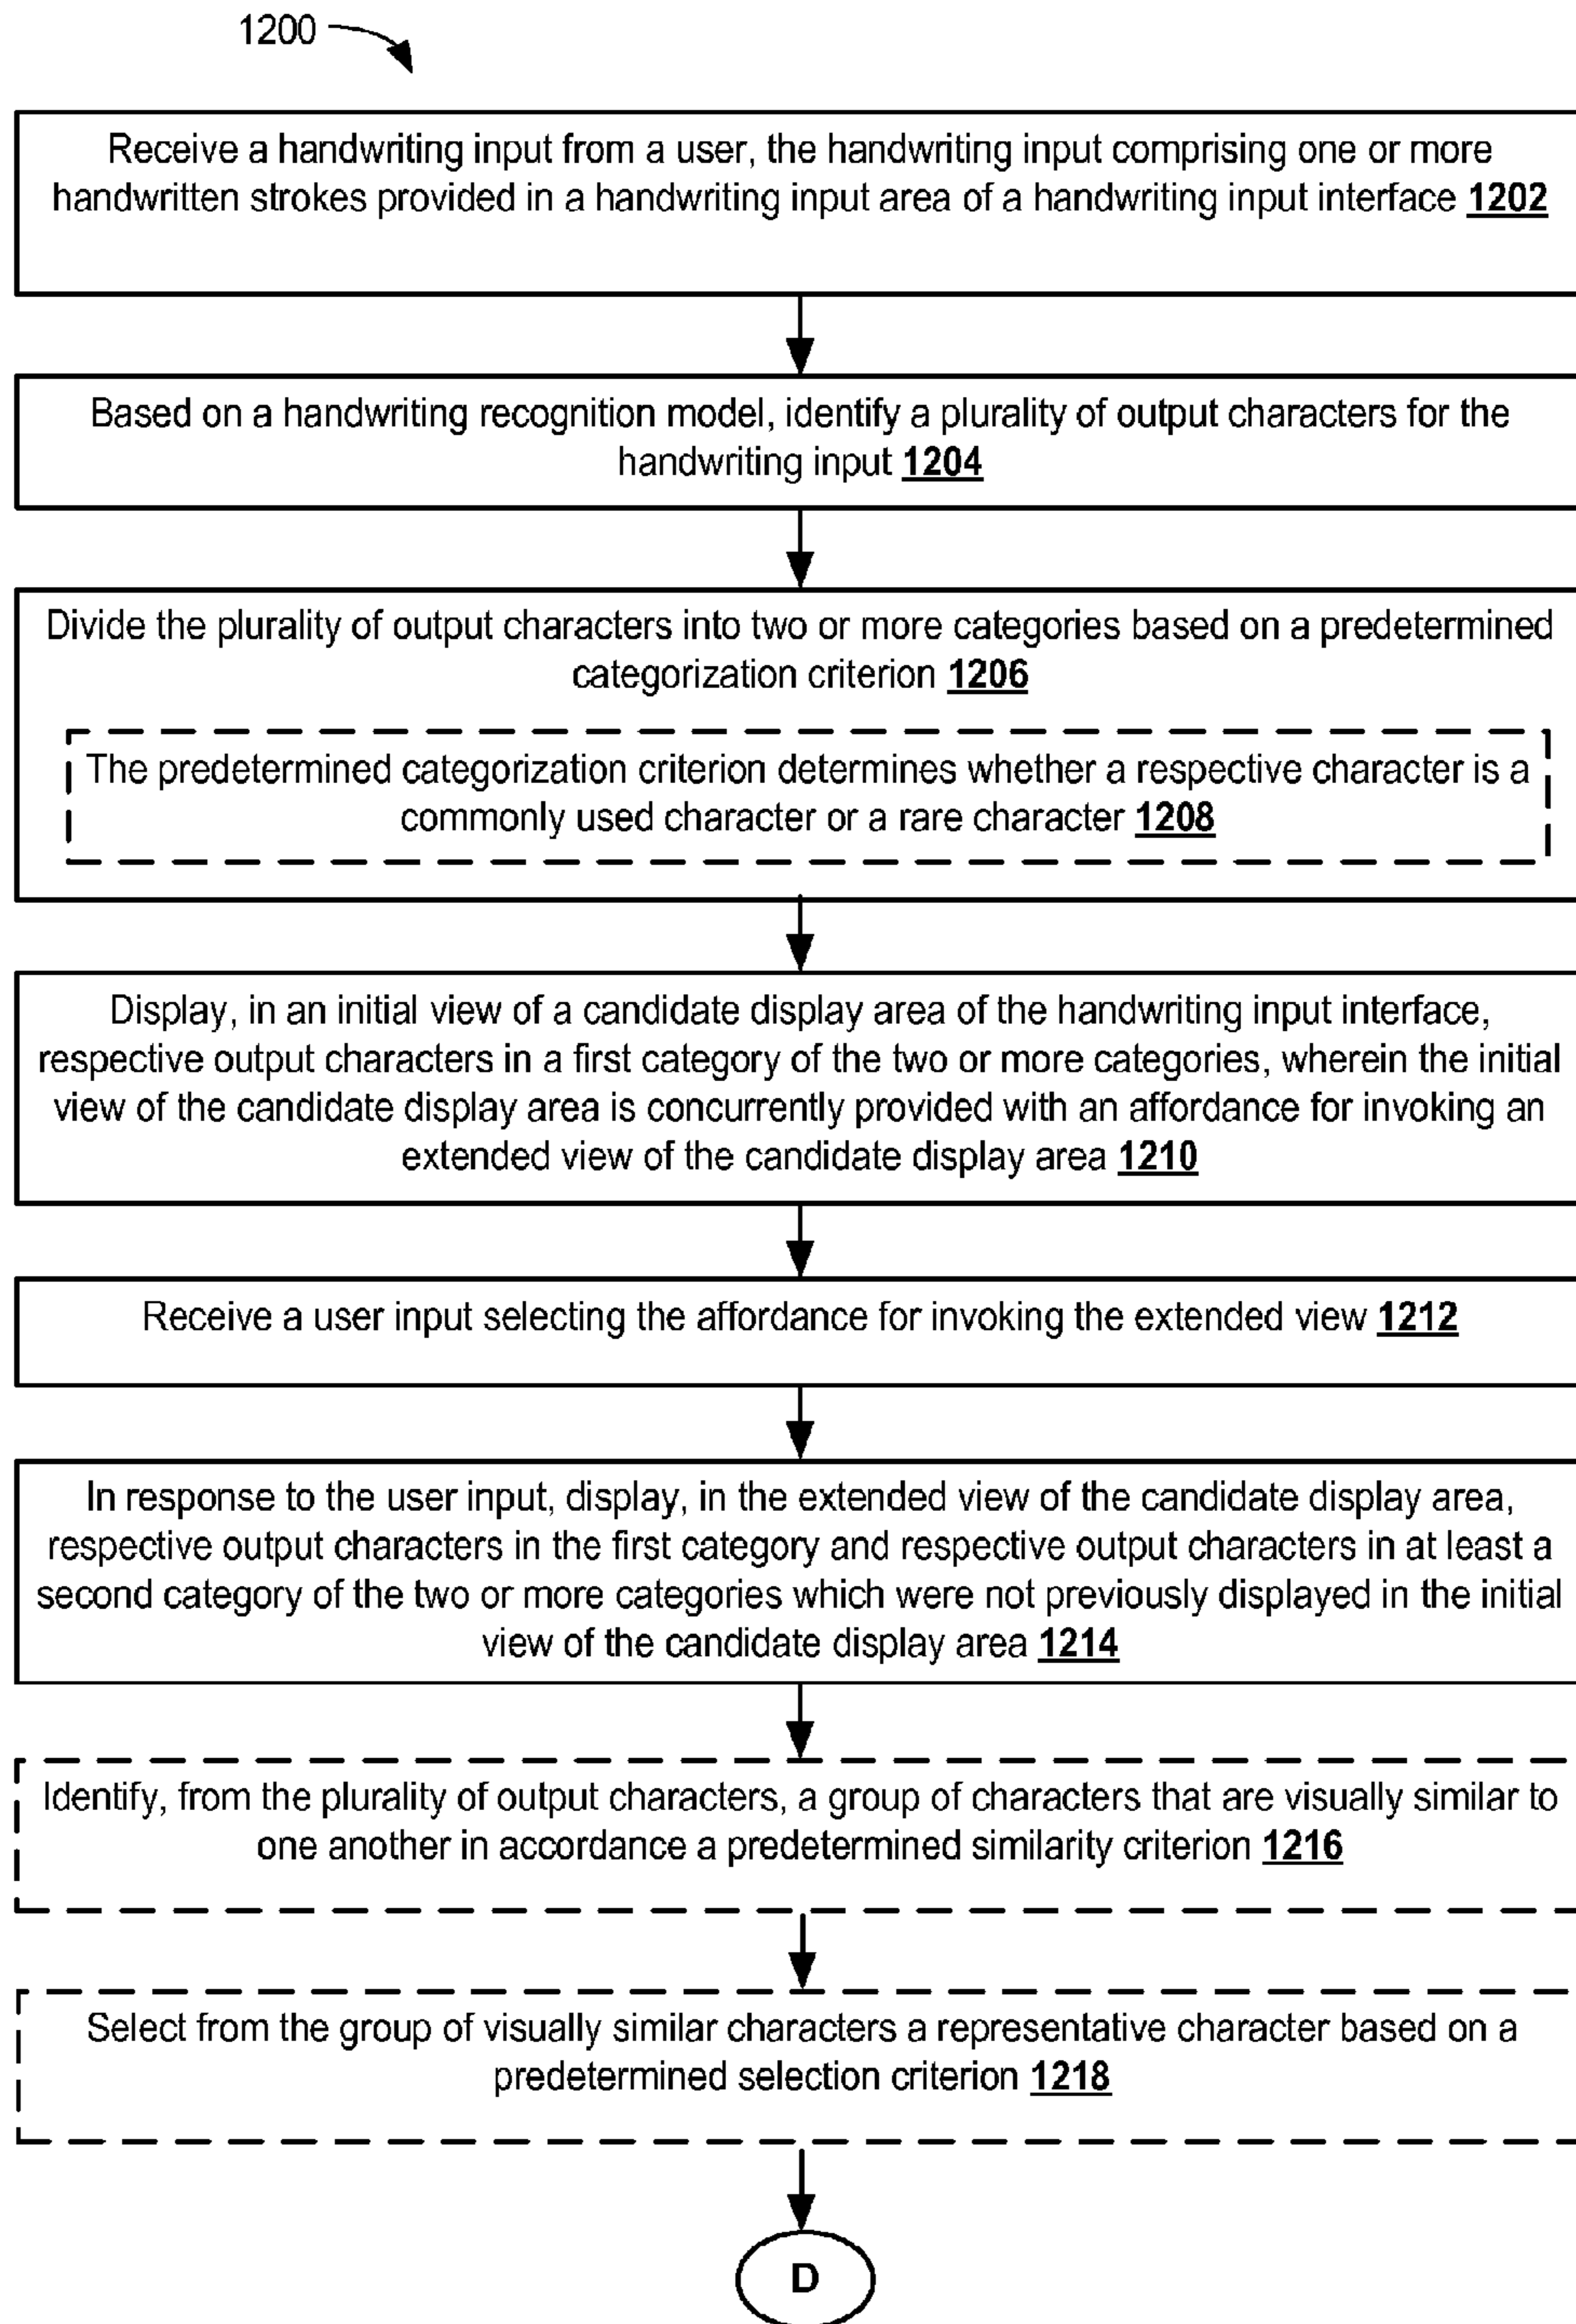 1200
Receive a handwriting input from a user, the handwriting input comprising one or more
handwritten strokes provided in a handwriting input area of a handwriting input interface 1202
Based on a handwriting recognition model, identify a plurality of output characters for the
handwriting input 1204
Divide the plurality of output characters into two or more categories based on a predetermined
categorization criterion 1206
The predetermined categorization criterion determines whether a respective character is a
commonly used character or a rare character 1208
Display, in an initial view of a candidate display area of the handwriting input interface,
respective output characters in a first category of the two or more categories, wherein the initial
view of the candidate display area is concurrently provided with an affordance for invoking an
extended view of the candidate display area 1210
Receive a user input selecting the affordance for invoking the extended view 1212
In response to the user input, display, in the extended view of the candidate display area,
respective output characters in the first category and respective output characters in at least a
second category of the two or more categories which were not previously displayed in the initial
view of the candidate display area 1214
Identify, from the plurality of output characters, a group of characters that are visually similar to
one another in accordance a predetermined similarity criterion 1216
Select from the group of visually similar characters a representative character based on a
predetermined selection criterion 1218
D